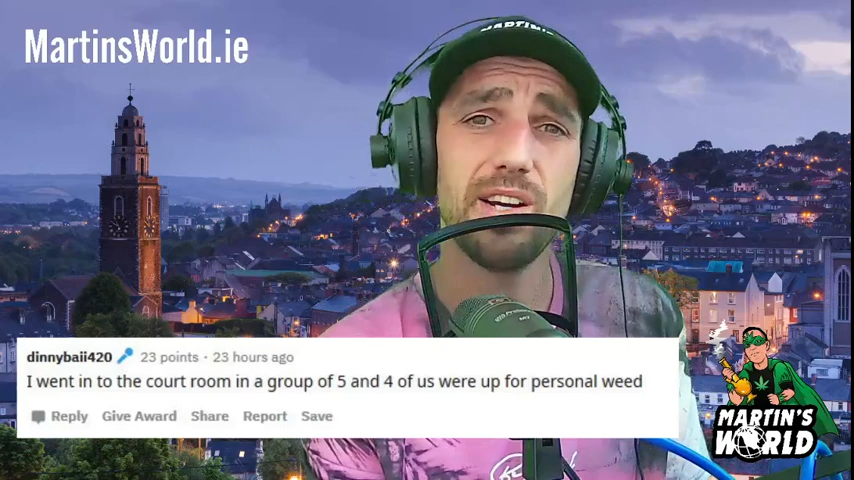 MartinsWorld.ie
MARTIN'S
dinnybaii420 23 points · 23 hours ago
I went in to the court room in a group of 5 and 4 of us were up for personal weed
Reply Give Award Share Report Save
MARTIN'S
WORLD